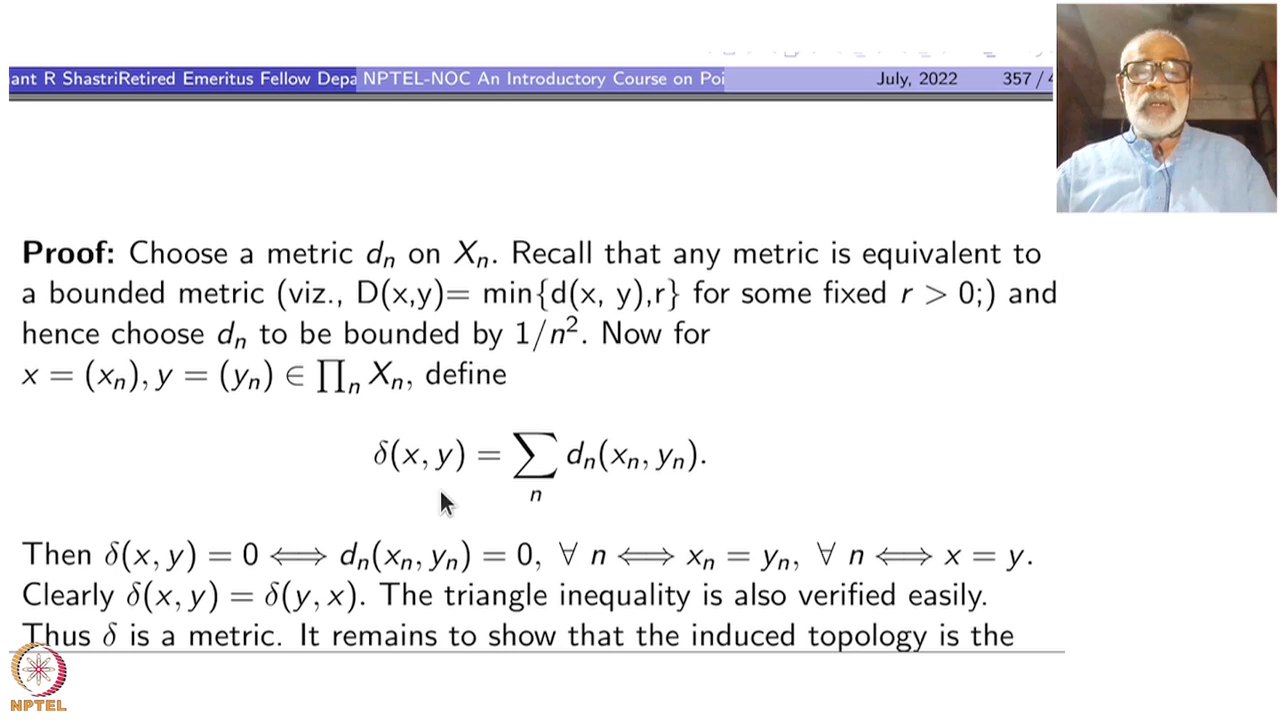 ant R ShastriRetired Emeritus Fellow Depa NPTEL-NOC An Introductory Course on Poi July, 2022 357 / 4
Proof: Choose a metric dₙ on Xₙ. Recall that any metric is equivalent to
a bounded metric (viz., D(x,y)= min{d(x, y),r} for some fixed r > 0;) and
hence choose dₙ to be bounded by 1/n². Now for
x = (xₙ), y = (yₙ) ∈ ∏ₙ Xₙ, define
δ(x, y) = ∑ₙ dₙ(xₙ, yₙ).
Then δ(x, y) = 0 ⟺ dₙ(xₙ, yₙ) = 0, ∀ n ⟺ xₙ = yₙ, ∀ n ⟺ x = y.
Clearly δ(x, y) = δ(y, x). The triangle inequality is also verified easily.
Thus δ is a metric. It remains to show that the induced topology is the
NPTEL